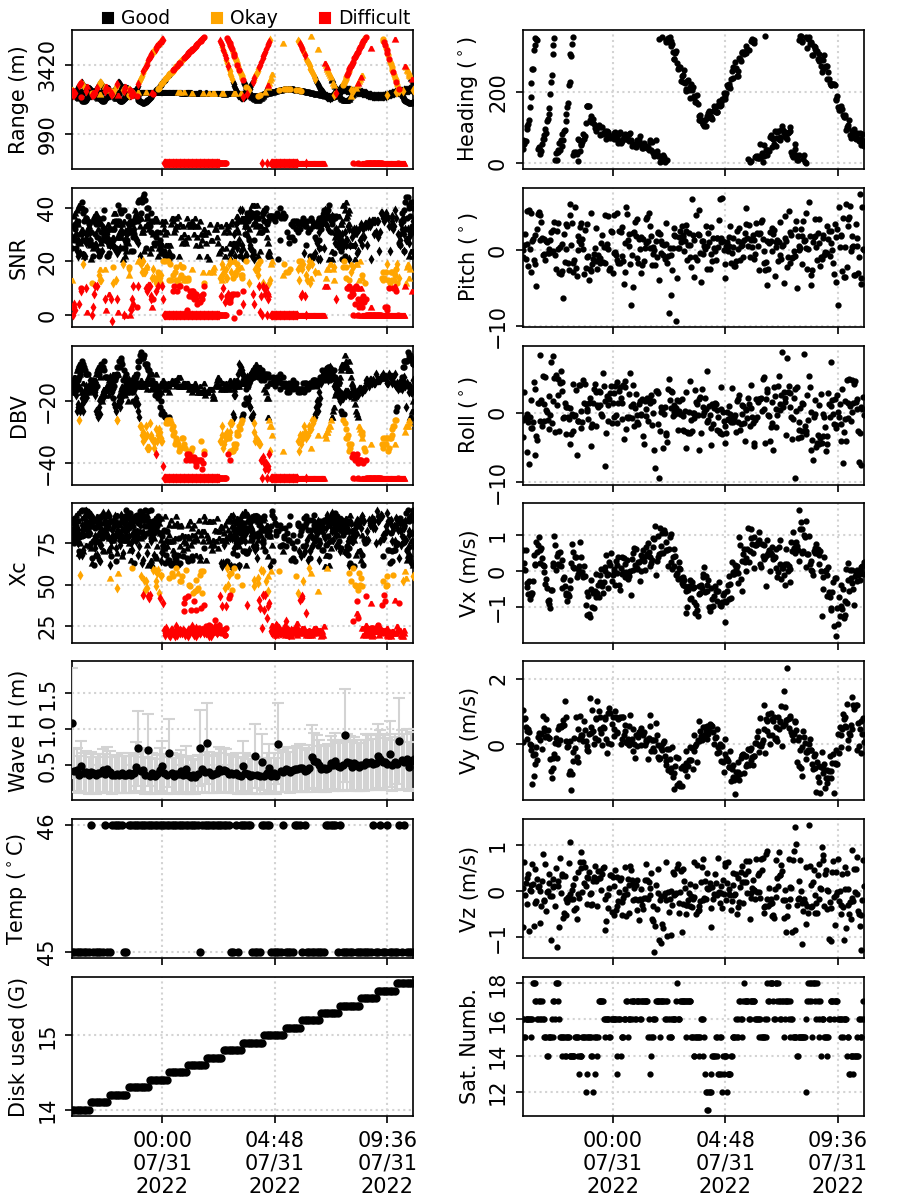 Good Okay Difficult
Range (m)
3420
990
Heading (°)
200
0
SNR
40
20
0
Pitch (°)
0
−10
DBV
−20
−40
Roll (°)
0
−10
Xc
75
50
25
Vx (m/s)
1
0
−1
Wave H (m)
1.5
1.0
0.5
Vy (m/s)
2
0
Temp (°C)
46
45
Vz (m/s)
1
0
−1
Disk used (G)
15
14
Sat. Numb.
18
16
14
12
00:00 04:48 09:36
07/31 07/31 07/31
2022 2022 2022
00:00 04:48 09:36
07/31 07/31 07/31
2022 2022 2022